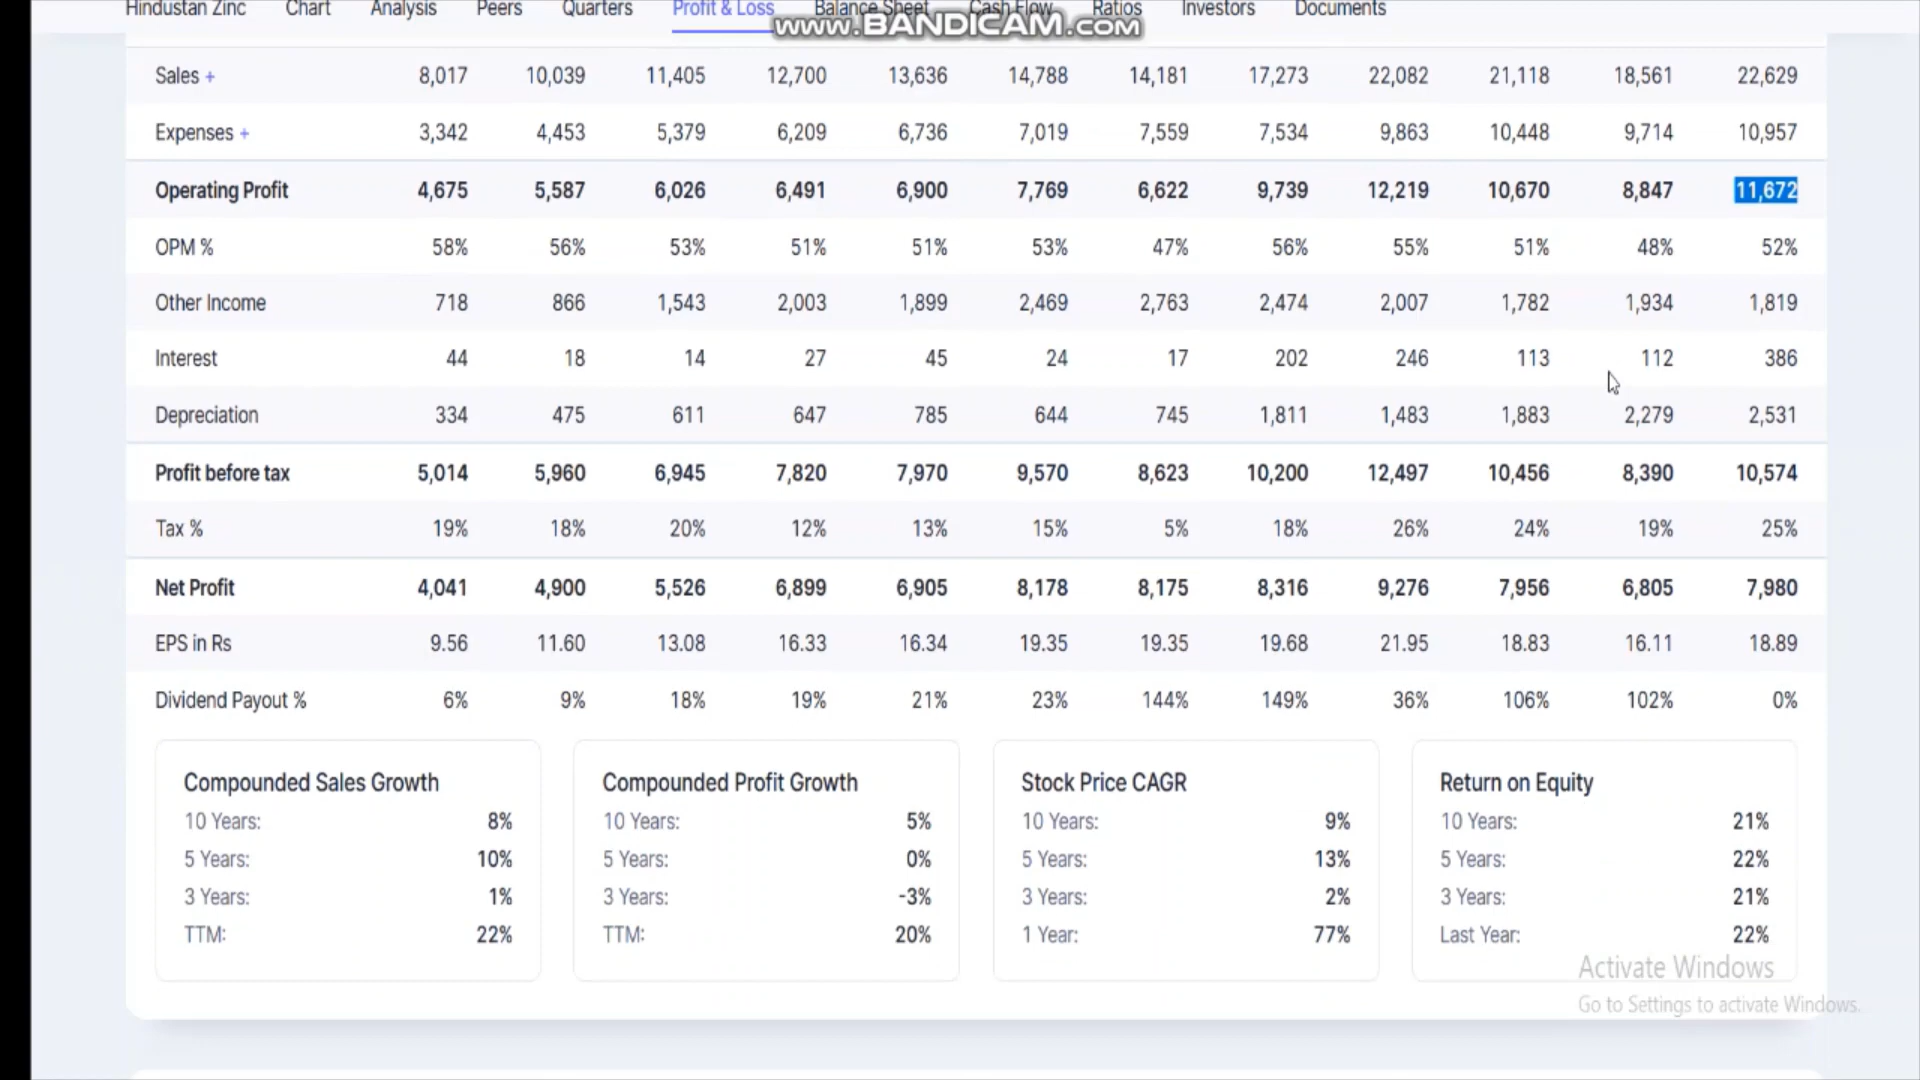 Hindustan Zinc Chart Analysis Peers Quarters Profit & Loss Balance Sheet Cash Flow Ratios Investors Documents
www.BANDICAM.com
Sales + 8,017 10,039 11,405 12,700 13,636 14,788 14,181 17,273 22,082 21,118 18,561 22,629
Expenses + 3,342 4,453 5,379 6,209 6,736 7,019 7,559 7,534 9,863 10,448 9,714 10,957
Operating Profit 4,675 5,587 6,026 6,491 6,900 7,769 6,622 9,739 12,219 10,670 8,847 11,672
OPM % 58% 56% 53% 51% 51% 53% 47% 56% 55% 51% 48% 52%
Other Income 718 866 1,543 2,003 1,899 2,469 2,763 2,474 2,007 1,782 1,934 1,819
Interest 44 18 14 27 45 24 17 202 246 113 112 386
Depreciation 334 475 611 647 785 644 745 1,811 1,483 1,883 2,279 2,531
Profit before tax 5,014 5,960 6,945 7,820 7,970 9,570 8,623 10,200 12,497 10,456 8,390 10,574
Tax % 19% 18% 20% 12% 13% 15% 5% 18% 26% 24% 19% 25%
Net Profit 4,041 4,900 5,526 6,899 6,905 8,178 8,175 8,316 9,276 7,956 6,805 7,980
EPS in Rs 9.56 11.60 13.08 16.33 16.34 19.35 19.35 19.68 21.95 18.83 16.11 18.89
Dividend Payout % 6% 9% 18% 19% 21% 23% 144% 149% 36% 106% 102% 0%
Compounded Sales Growth
10 Years: 8%
5 Years: 10%
3 Years: 1%
TTM: 22%
Compounded Profit Growth
10 Years: 5%
5 Years: 0%
3 Years: -3%
TTM: 20%
Stock Price CAGR
10 Years: 9%
5 Years: 13%
3 Years: 2%
1 Year: 77%
Return on Equity
10 Years: 21%
5 Years: 22%
3 Years: 21%
Last Year: 22%
Activate Windows
Go to Settings to activate Windows.